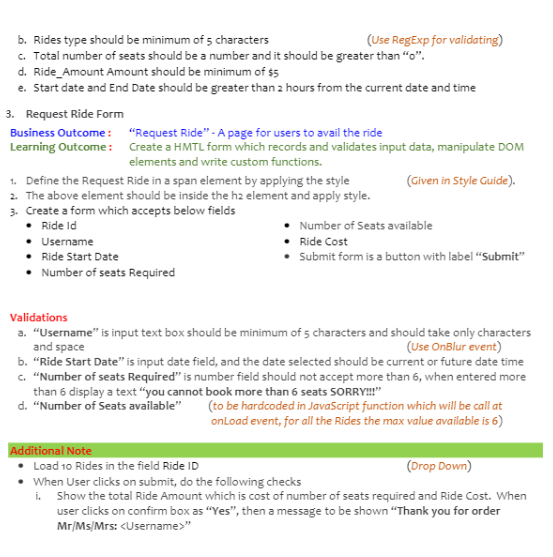 b. Rides type should be minimum of 5 characters (Use RegExp for validating)
c. Total number of seats should be a number and it should be greater than “0”.
d. Ride_Amount Amount should be minimum of $5
e. Start date and End Date should be greater than 2 hours from the current date and time
3. Request Ride Form
Business Outcome : “Request Ride” - A page for users to avail the ride
Learning Outcome : Create a HMTL form which records and validates input data, manipulate DOM
elements and write custom functions.
1. Define the Request Ride in a span element by applying the style (Given in Style Guide).
2. The above element should be inside the h2 element and apply style.
3. Create a form which accepts below fields
• Ride Id
• Username
• Ride Start Date
• Number of seats Required
• Number of Seats available
• Ride Cost
• Submit form is a button with label “Submit”
Validations
a. “Username” is input text box should be minimum of 5 characters and should take only characters
and space (Use OnBlur event)
b. “Ride Start Date” is input date field, and the date selected should be current or future date time
c. “Number of seats Required” is number field should not accept more than 6, when entered more
than 6 display a text “you cannot book more than 6 seats SORRY!!!”
d. “Number of Seats available” (to be hardcoded in JavaScript function which will be call at
onLoad event, for all the Rides the max value available is 6)
Additional Note
• Load 10 Rides in the field Ride ID (Drop Down)
• When User clicks on submit, do the following checks
i. Show the total Ride Amount which is cost of number of seats required and Ride Cost. When
user clicks on confirm box as “Yes”, then a message to be shown “Thank you for order
Mr/Ms/Mrs: <Username>”